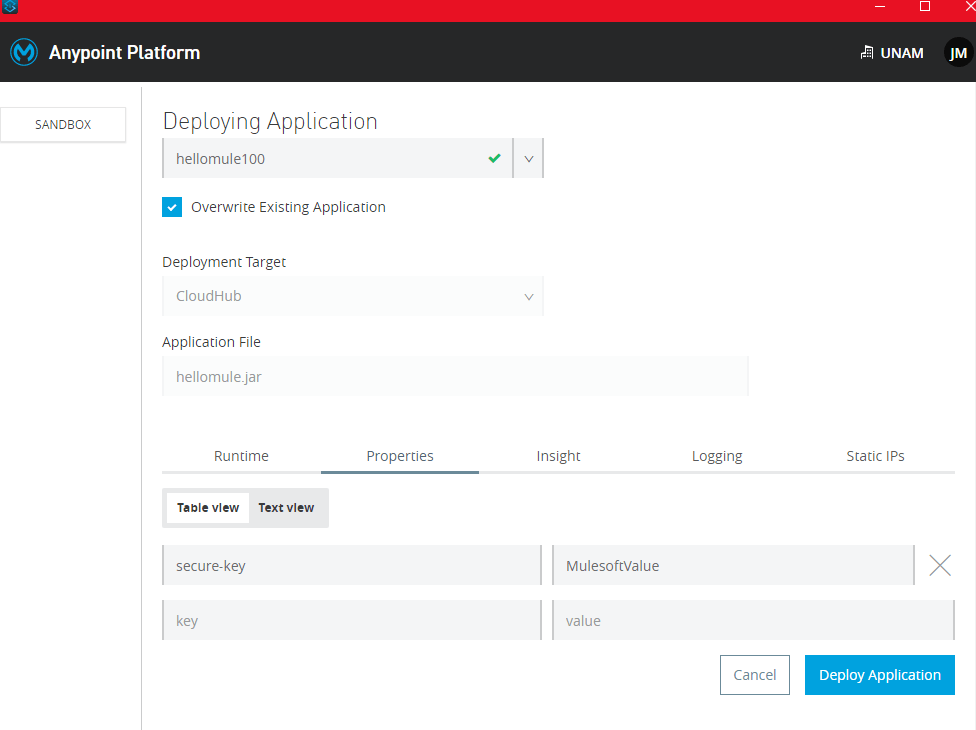 Anypoint Platform
UNAM
JM
SANDBOX
Deploying Application
hellomule100
Overwrite Existing Application
Deployment Target
CloudHub
Application File
hellomule.jar
Runtime Properties Insight Logging Static IPs
Table view Text view
secure-key MulesoftValue
key value
Cancel Deploy Application